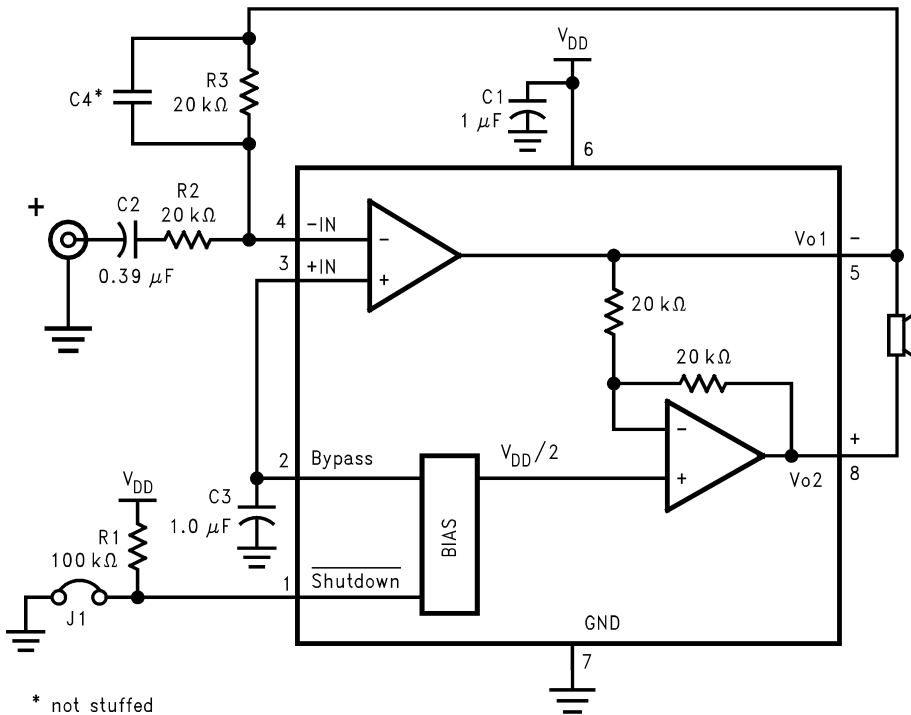 R3
20 kΩ
C4*
V_DD
C1
1 μF
6
+
C2
0.39 μF
R2
20 kΩ
4
-IN
-
3
+IN
+
Vo1
-
5
20 kΩ
20 kΩ
-
+
V_DD/2
+
8
Vo2
2
Bypass
C3
1.0 μF
BIAS
V_DD
R1
100 kΩ
1
Shutdown
J1
GND
7
* not stuffed